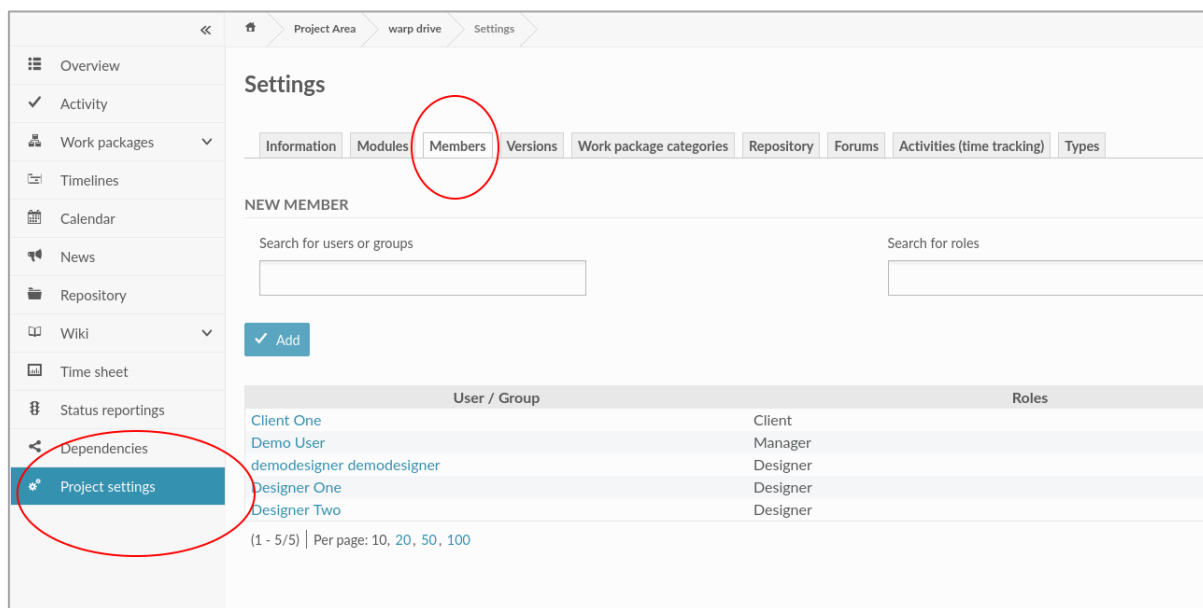 Project Area
warp drive
Settings
Overview
Activity
Work packages
Timelines
Calendar
News
Repository
Wiki
Time sheet
Status reportings
Dependencies
Project settings
Settings
Information Modules Members Versions Work package categories Repository Forums Activities (time tracking) Types
NEW MEMBER
Search for users or groups
Search for roles
Add
User / Group Roles
Client One Client
Demo User Manager
demodesigner demodesigner Designer
Designer One Designer
Designer Two Designer
(1 - 5/5) | Per page: 10, 20, 50, 100